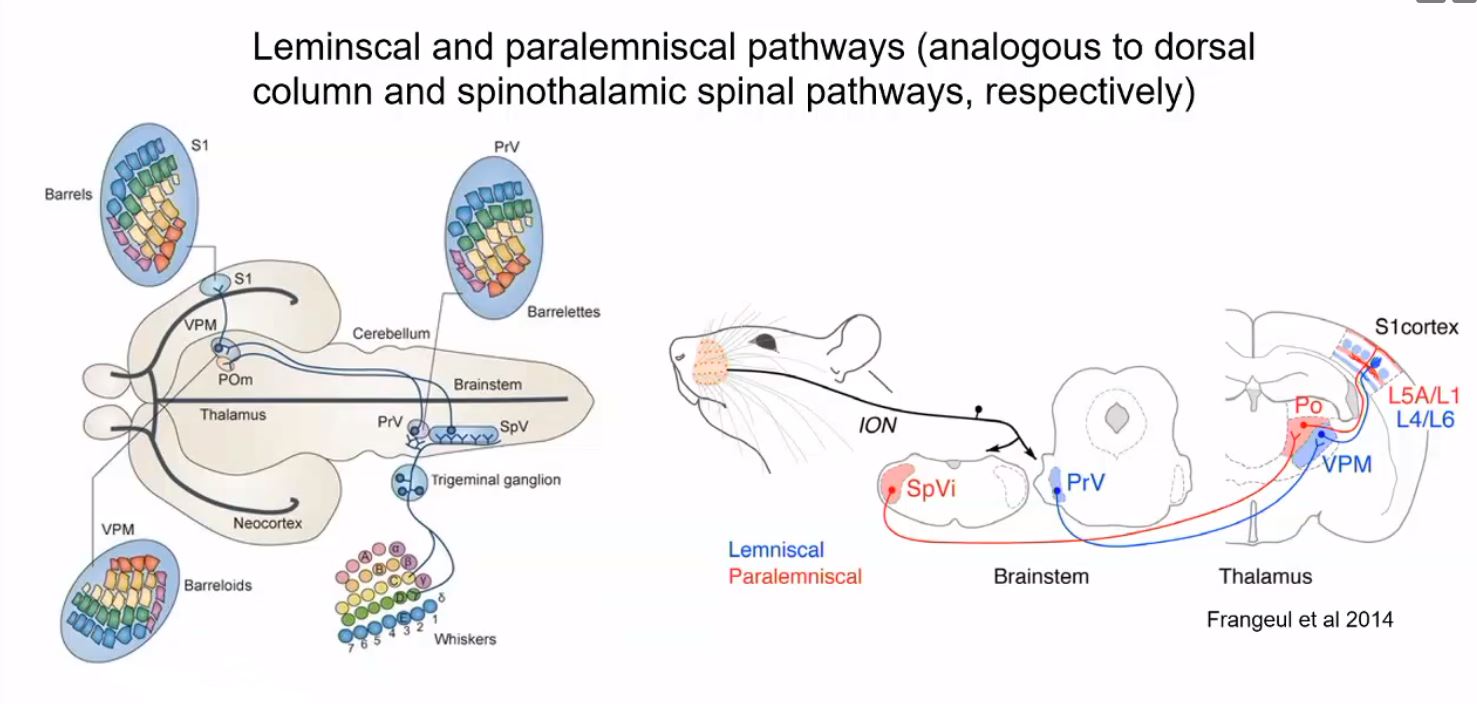 Leminscal and paralemniscal pathways (analogous to dorsal
column and spinothalamic spinal pathways, respectively)
S1
Barrels
PrV
Barrelettes
S1
VPM
Cerebellum
POm
Brainstem
Thalamus
PrV
SpV
Trigeminal ganglion
Neocortex
VPM
Barreloids
A
B
C
D
E
α
β
γ
δ
7 6 5 4 3 2 1
Whiskers
ION
SpVi
PrV
S1cortex
L5A/L1
L4/L6
Po
VPM
Lemniscal
Paralemniscal
Brainstem
Thalamus
Frangeul et al 2014